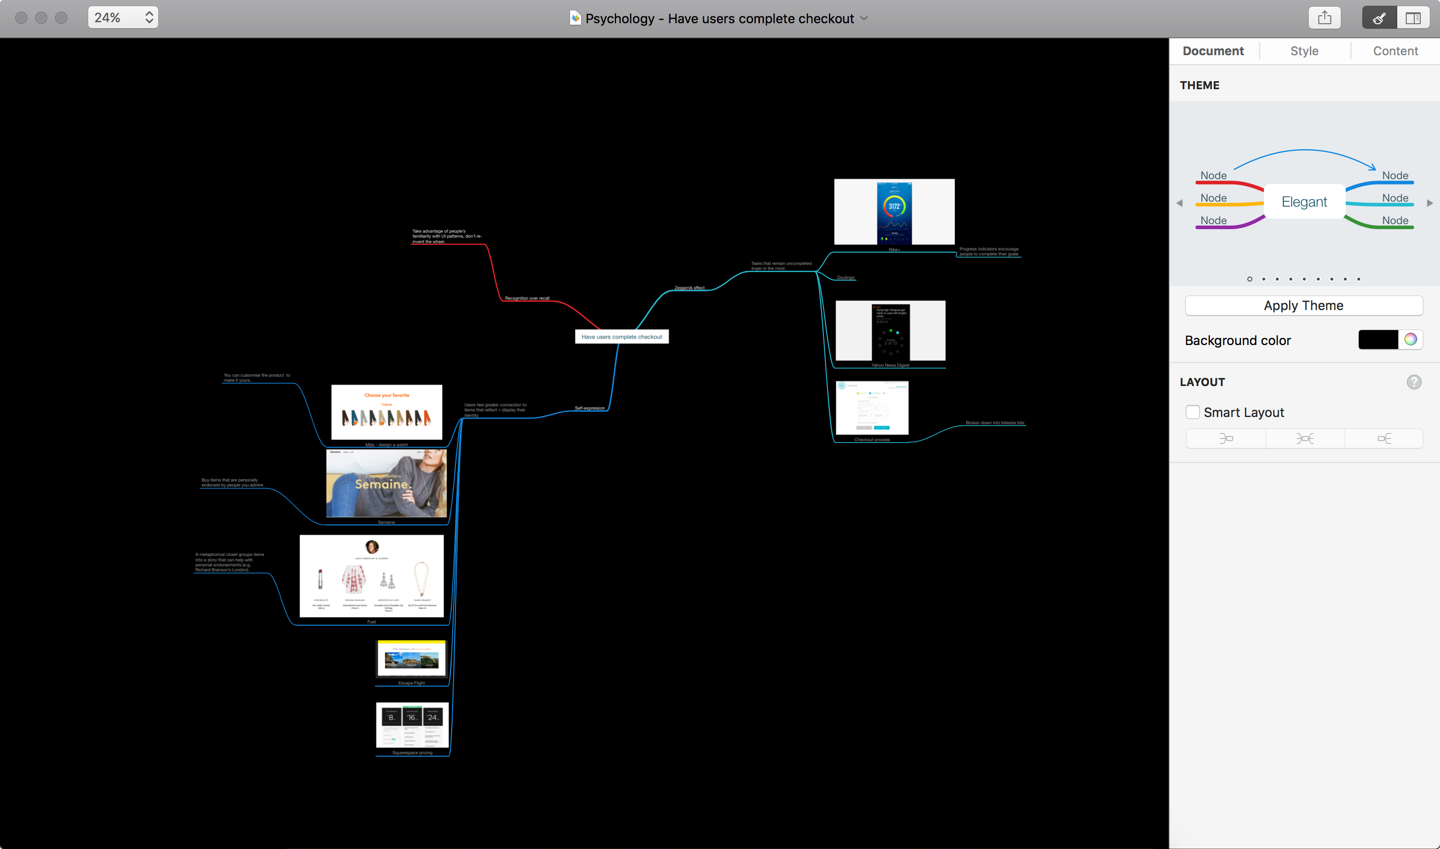 24%
Psychology - Have users complete checkout
Document
Style
Content
THEME
Node
Node
Node
Elegant
Node
Node
Node
Apply Theme
Background color
LAYOUT
?
Smart Layout
Take advantage of people's
familiarity with UI patterns, don't re-
invent the wheel.
Recognition over recall
Have users complete checkout
Zeigarnik effect
Tasks that remain uncompleted
linger in the mind
3172
Nike+
Progress indicators encourage
people to complete their goals
Yahoo News Digest
Checkout process
Broken down into bitesize bits
Self-expression
Users feel greater connection to
items that reflect + display their
identity.
You can customise the product to
make it yours.
Choose your favorite
Buy items that are personally
endorsed by people you admire.
Semaine.
Semaine
A metaphorical closet groups items
into a story that can help with
personal endorsements (e.g.
Richard Branson's London).
Fyat
Escape Flight
8
16
24
Squarespace pricing